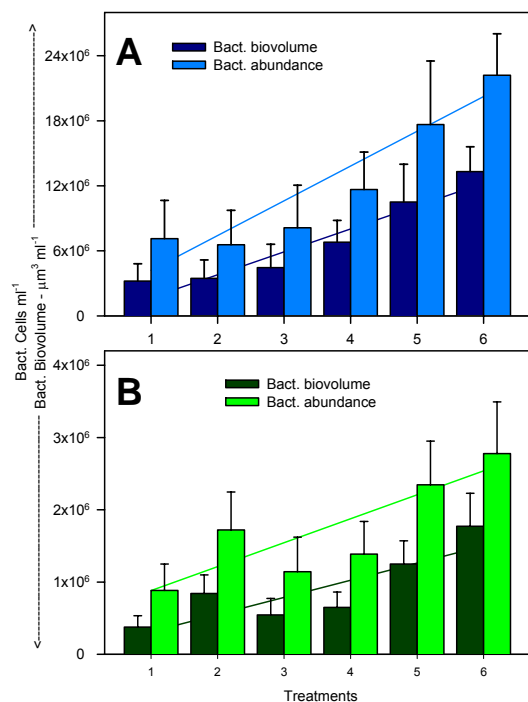 <---------------- Bact. Cells ml⁻¹ ---------------->
Bact. Biovolume - µm³ ml⁻¹
A
Bact. biovolume
Bact. abundance
24x10⁶
18x10⁶
12x10⁶
6x10⁶
0
1 2 3 4 5 6
B
Bact. biovolume
Bact. abundance
4x10⁶
3x10⁶
2x10⁶
1x10⁶
0
1 2 3 4 5 6
Treatments